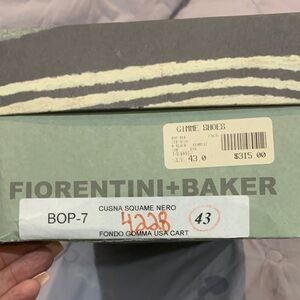 GIMME SHOES
43.0
$315.00
FIORENTINI+BAKER
CUSNA SQUAME NERO
BOP-7
4228
43
FONDO GOMMA USA CART